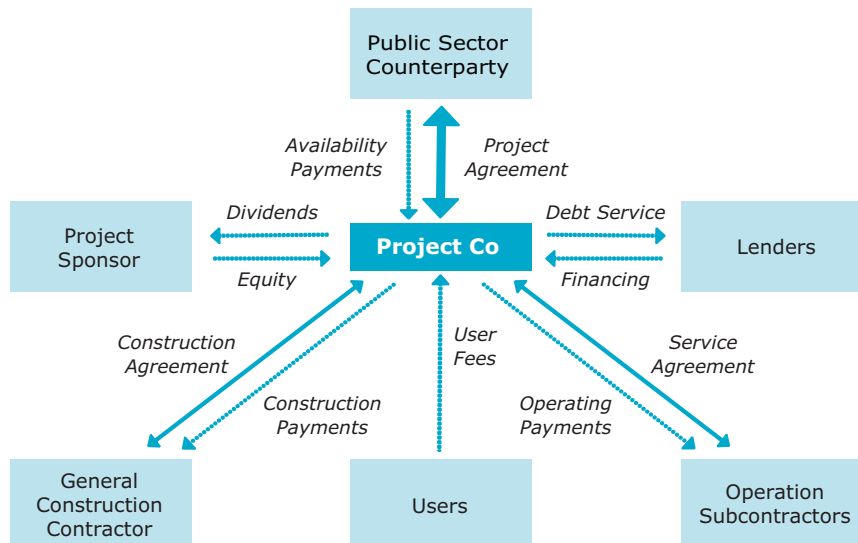 Public Sector
Counterparty
Availability
Payments
Project
Agreement
Project
Sponsor
Dividends
Equity
Project Co
Debt Service
Financing
Lenders
Construction
Agreement
User
Fees
Service
Agreement
Construction
Payments
Operating
Payments
General
Construction
Contractor
Users
Operation
Subcontractors